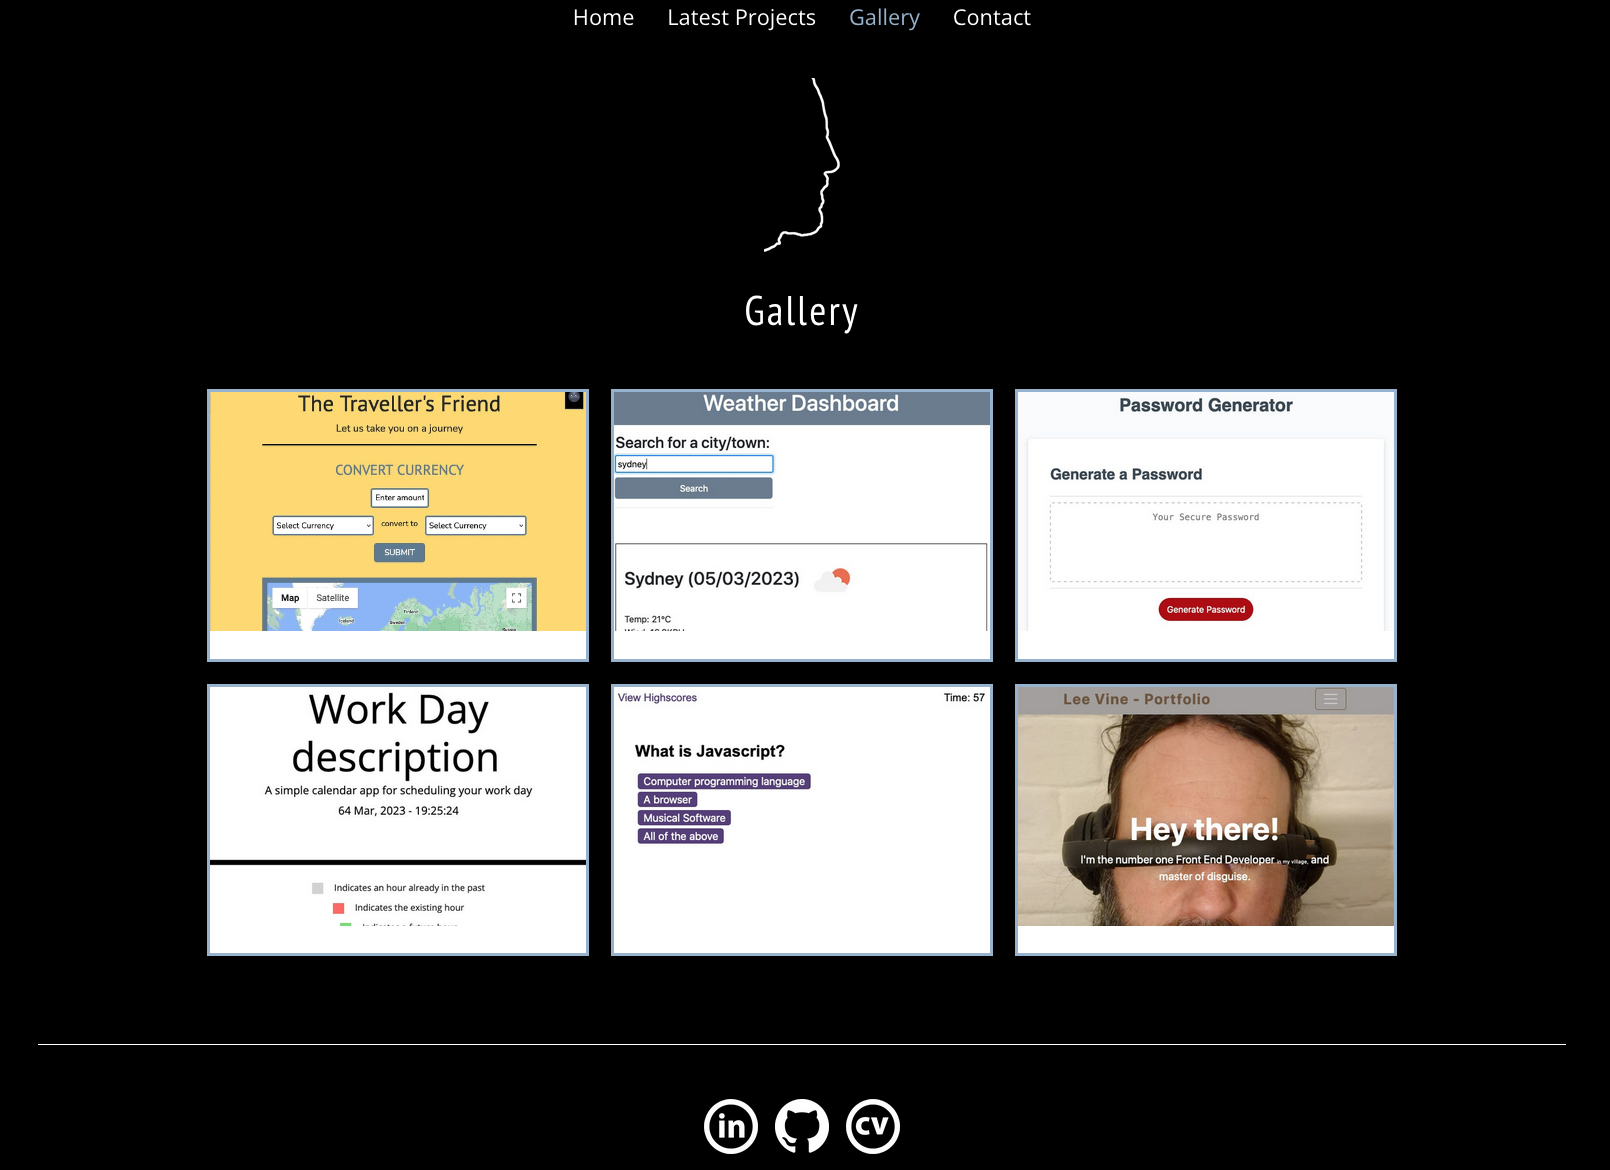 Home Latest Projects Gallery Contact
Gallery
The Traveller's Friend
Let us take you on a journey
CONVERT CURRENCY
Enter amount
Select Currency convert to Select Currency
SUBMIT
Map Satellite
Iceland Finland
Sweden
Weather Dashboard
Search for a city/town:
sydney
Search
Sydney (05/03/2023)
Temp: 21°C
Password Generator
Generate a Password
Your Secure Password
Generate Password
Work Day
description
A simple calendar app for scheduling your work day
64 Mar, 2023 - 19:25:24
Indicates an hour already in the past
Indicates the existing hour
View Highscores Time: 57
What is Javascript?
Computer programming language
A browser
Musical Software
All of the above
Lee Vine - Portfolio
Hey there!
I'm the number one Front End Developer in my village, and
master of disguise.
in cv